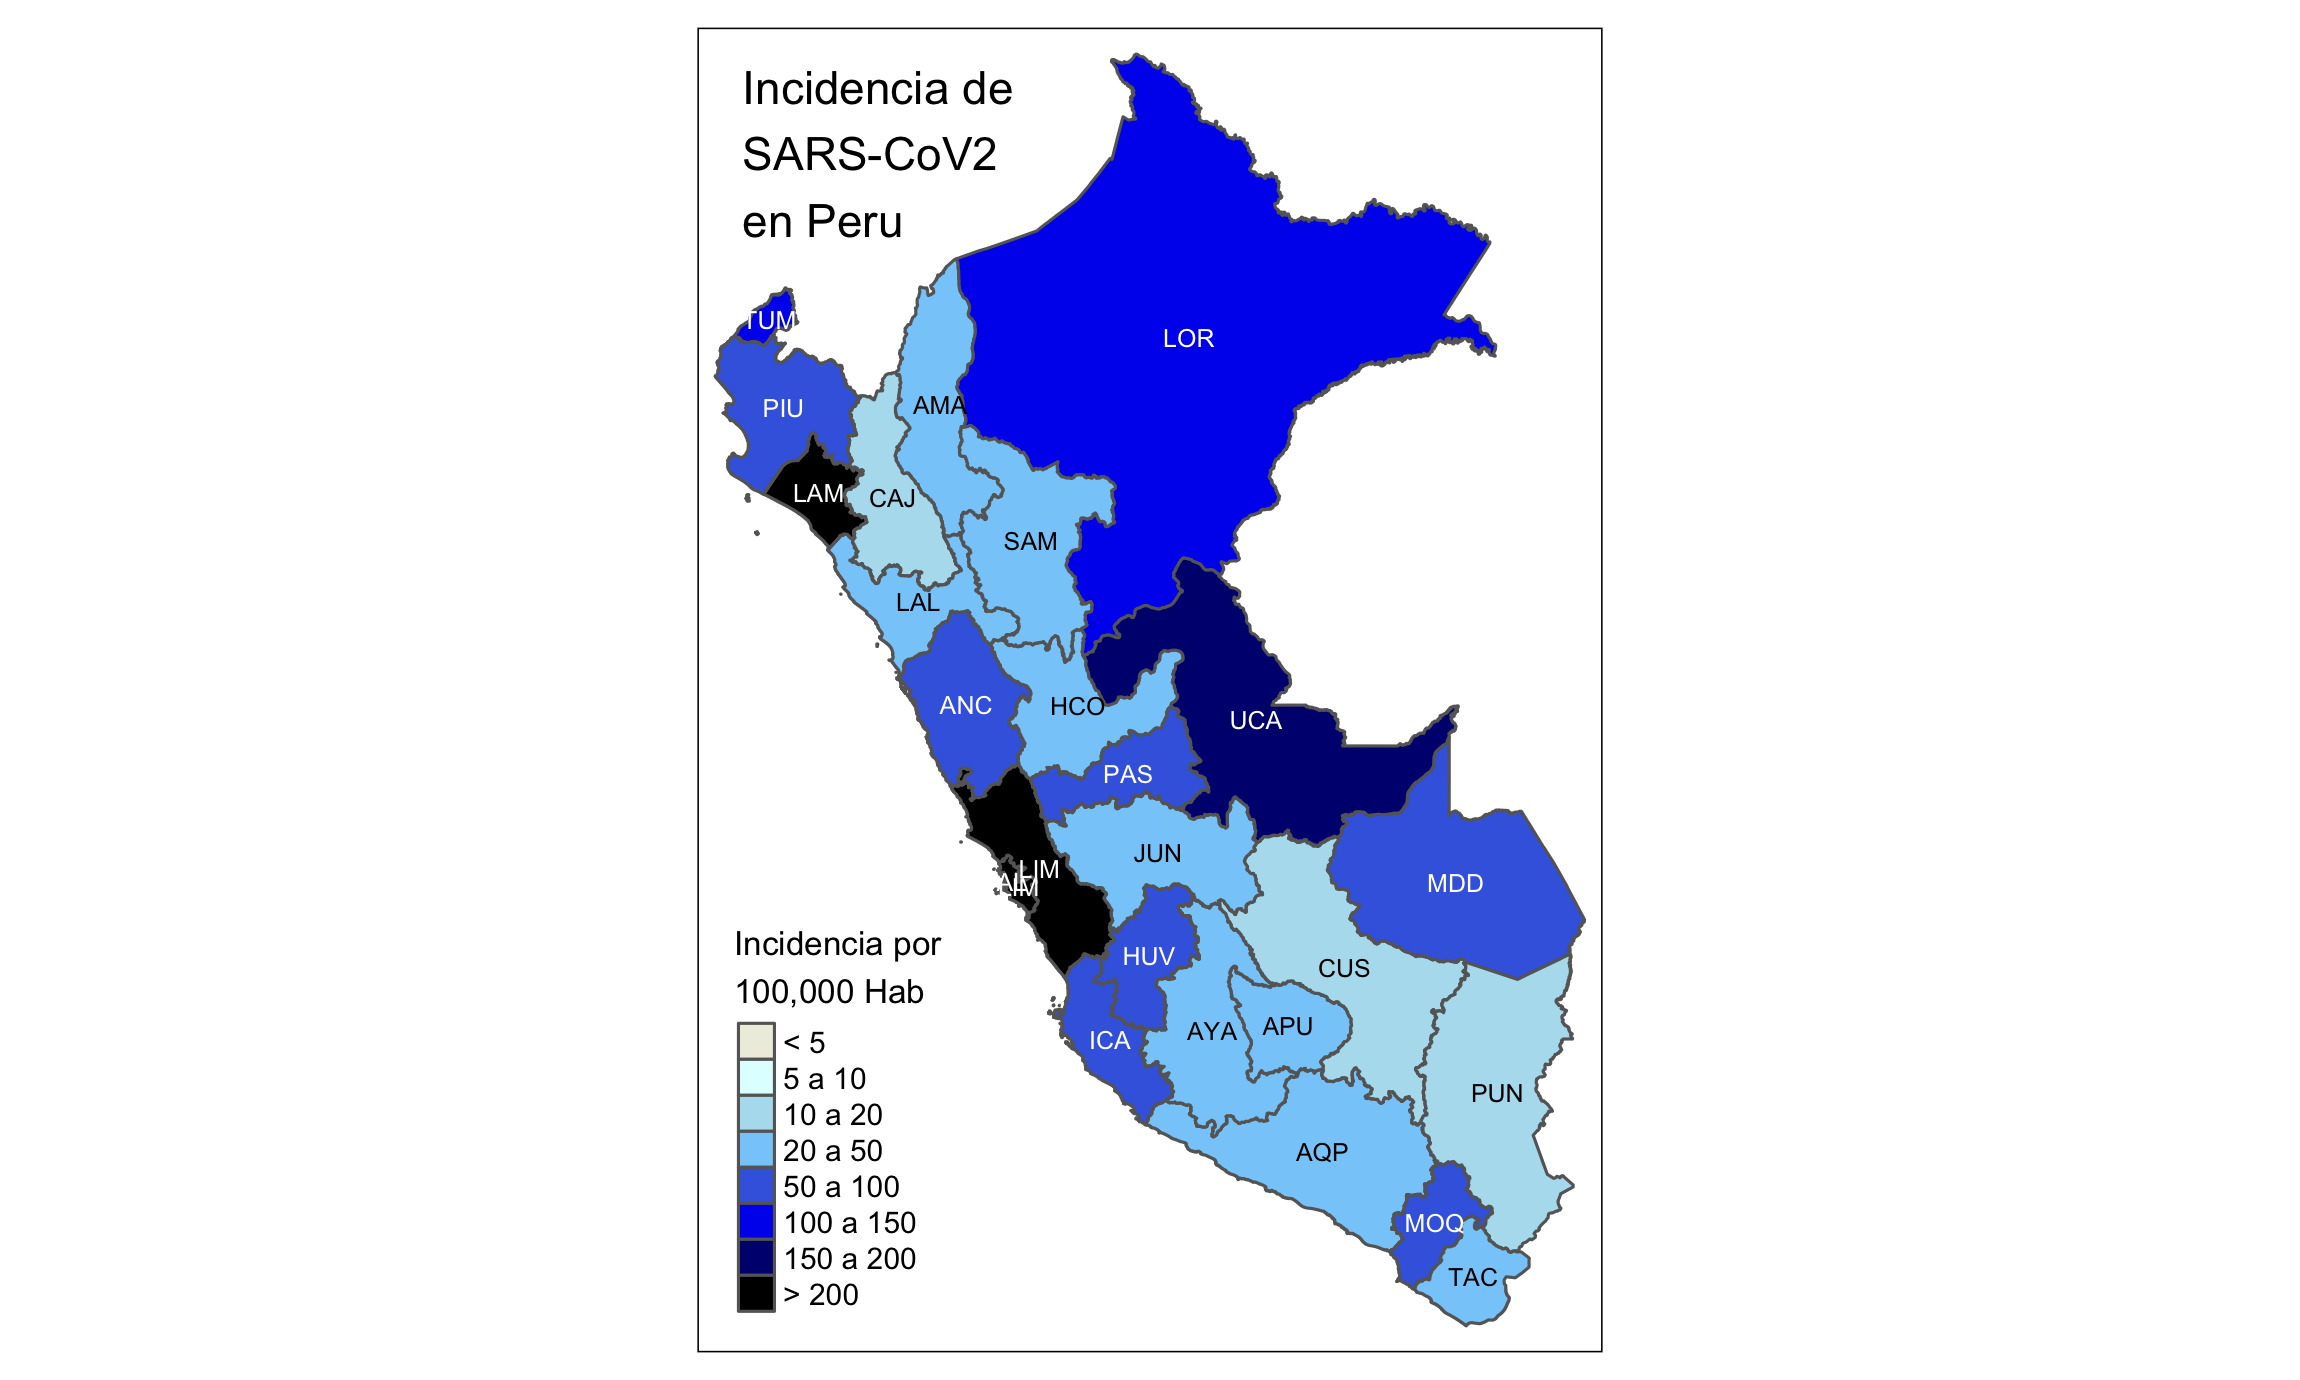 Incidencia de
SARS-CoV2
en Peru
TUM
LOR
PIU
AMA
LAM
CAJ
SAM
LAL
ANC
HCO
UCA
PAS
JUN
LIM
MDD
HUV
CUS
ICA
AYA
APU
PUN
AQP
MOQ
TAC
Incidencia por
100,000 Hab
< 5
5 a 10
10 a 20
20 a 50
50 a 100
100 a 150
150 a 200
> 200